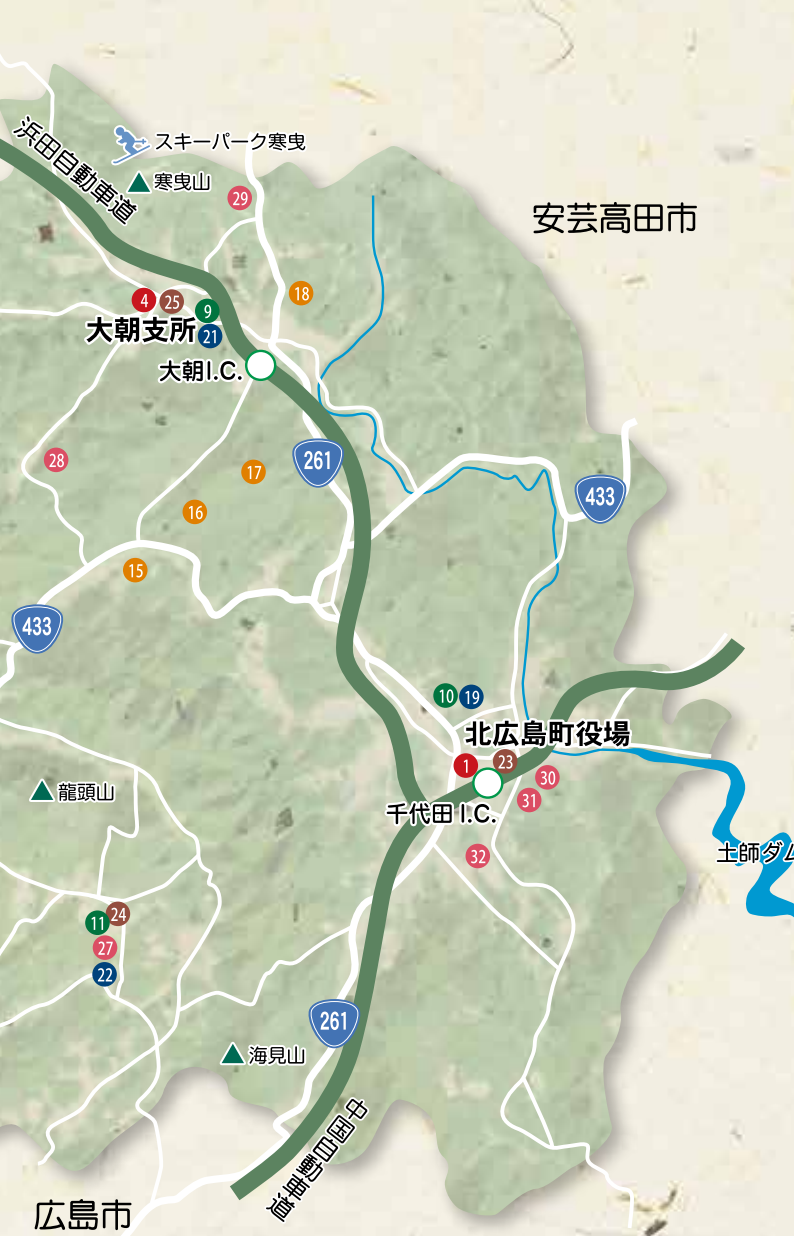 浜田自動車道
スキーパーク寒曳
寒曳山
29
安芸高田市
18
4
25
9
大朝支所
21
大朝I.C.
28
261
17
433
16
15
433
10
19
北広島町役場
1
23
30
31
千代田I.C.
龍頭山
32
土師ダム
24
11
27
22
261
海見山
中国自動車道
広島市